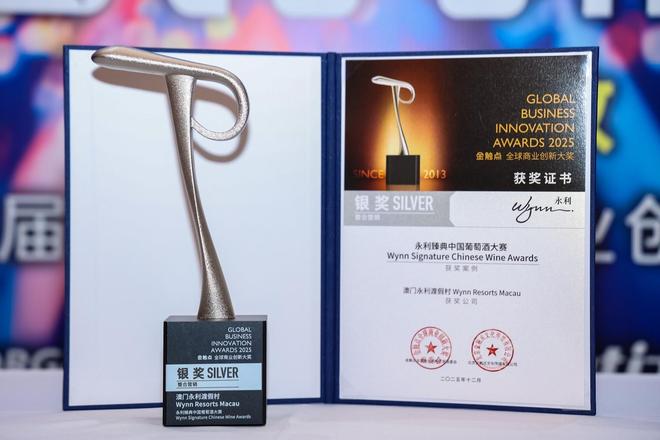 GLOBAL
BUSINESS
INNOVATION
AWARDS 2025
金触点 全球商业创新大奖
银奖 SILVER
整合营销
澳门永利渡假村
Wynn Resorts Macau
永利臻典中国葡萄酒大赛
Wynn Signature Chinese Wine Awards
GLOBAL
BUSINESS
INNOVATION
AWARDS 2025
金触点 全球商业创新大奖
SINCE 2013
获奖证书
银奖 SILVER
整合营销
Wynn 永利
永利臻典中国葡萄酒大赛
Wynn Signature Chinese Wine Awards
获奖案例
澳门永利渡假村 Wynn Resorts Macau
获奖公司
二〇二五年十二月
届
业创